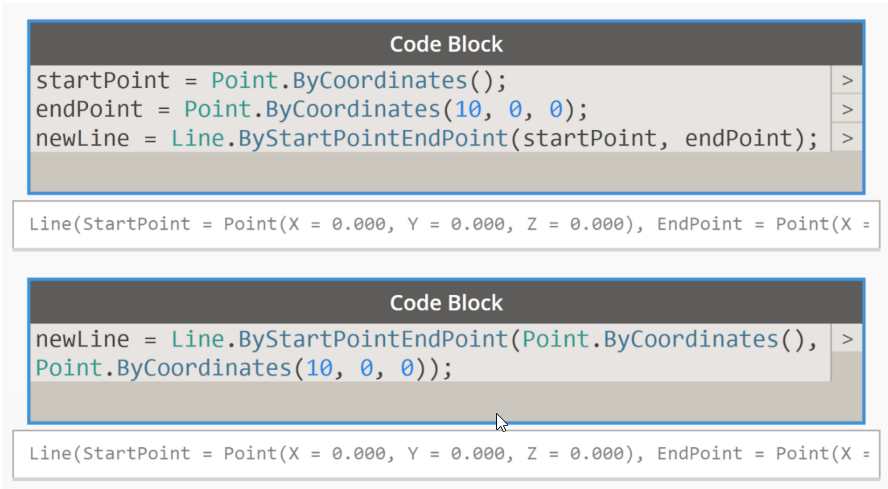 Code Block
startPoint = Point.ByCoordinates(); >
endPoint = Point.ByCoordinates(10, 0, 0); >
newLine = Line.ByStartPointEndPoint(startPoint, endPoint); >
Line(StartPoint = Point(X = 0.000, Y = 0.000, Z = 0.000), EndPoint = Point(X =
Code Block
newLine = Line.ByStartPointEndPoint(Point.ByCoordinates(), >
Point.ByCoordinates(10, 0, 0));
Line(StartPoint = Point(X = 0.000, Y = 0.000, Z = 0.000), EndPoint = Point(X =